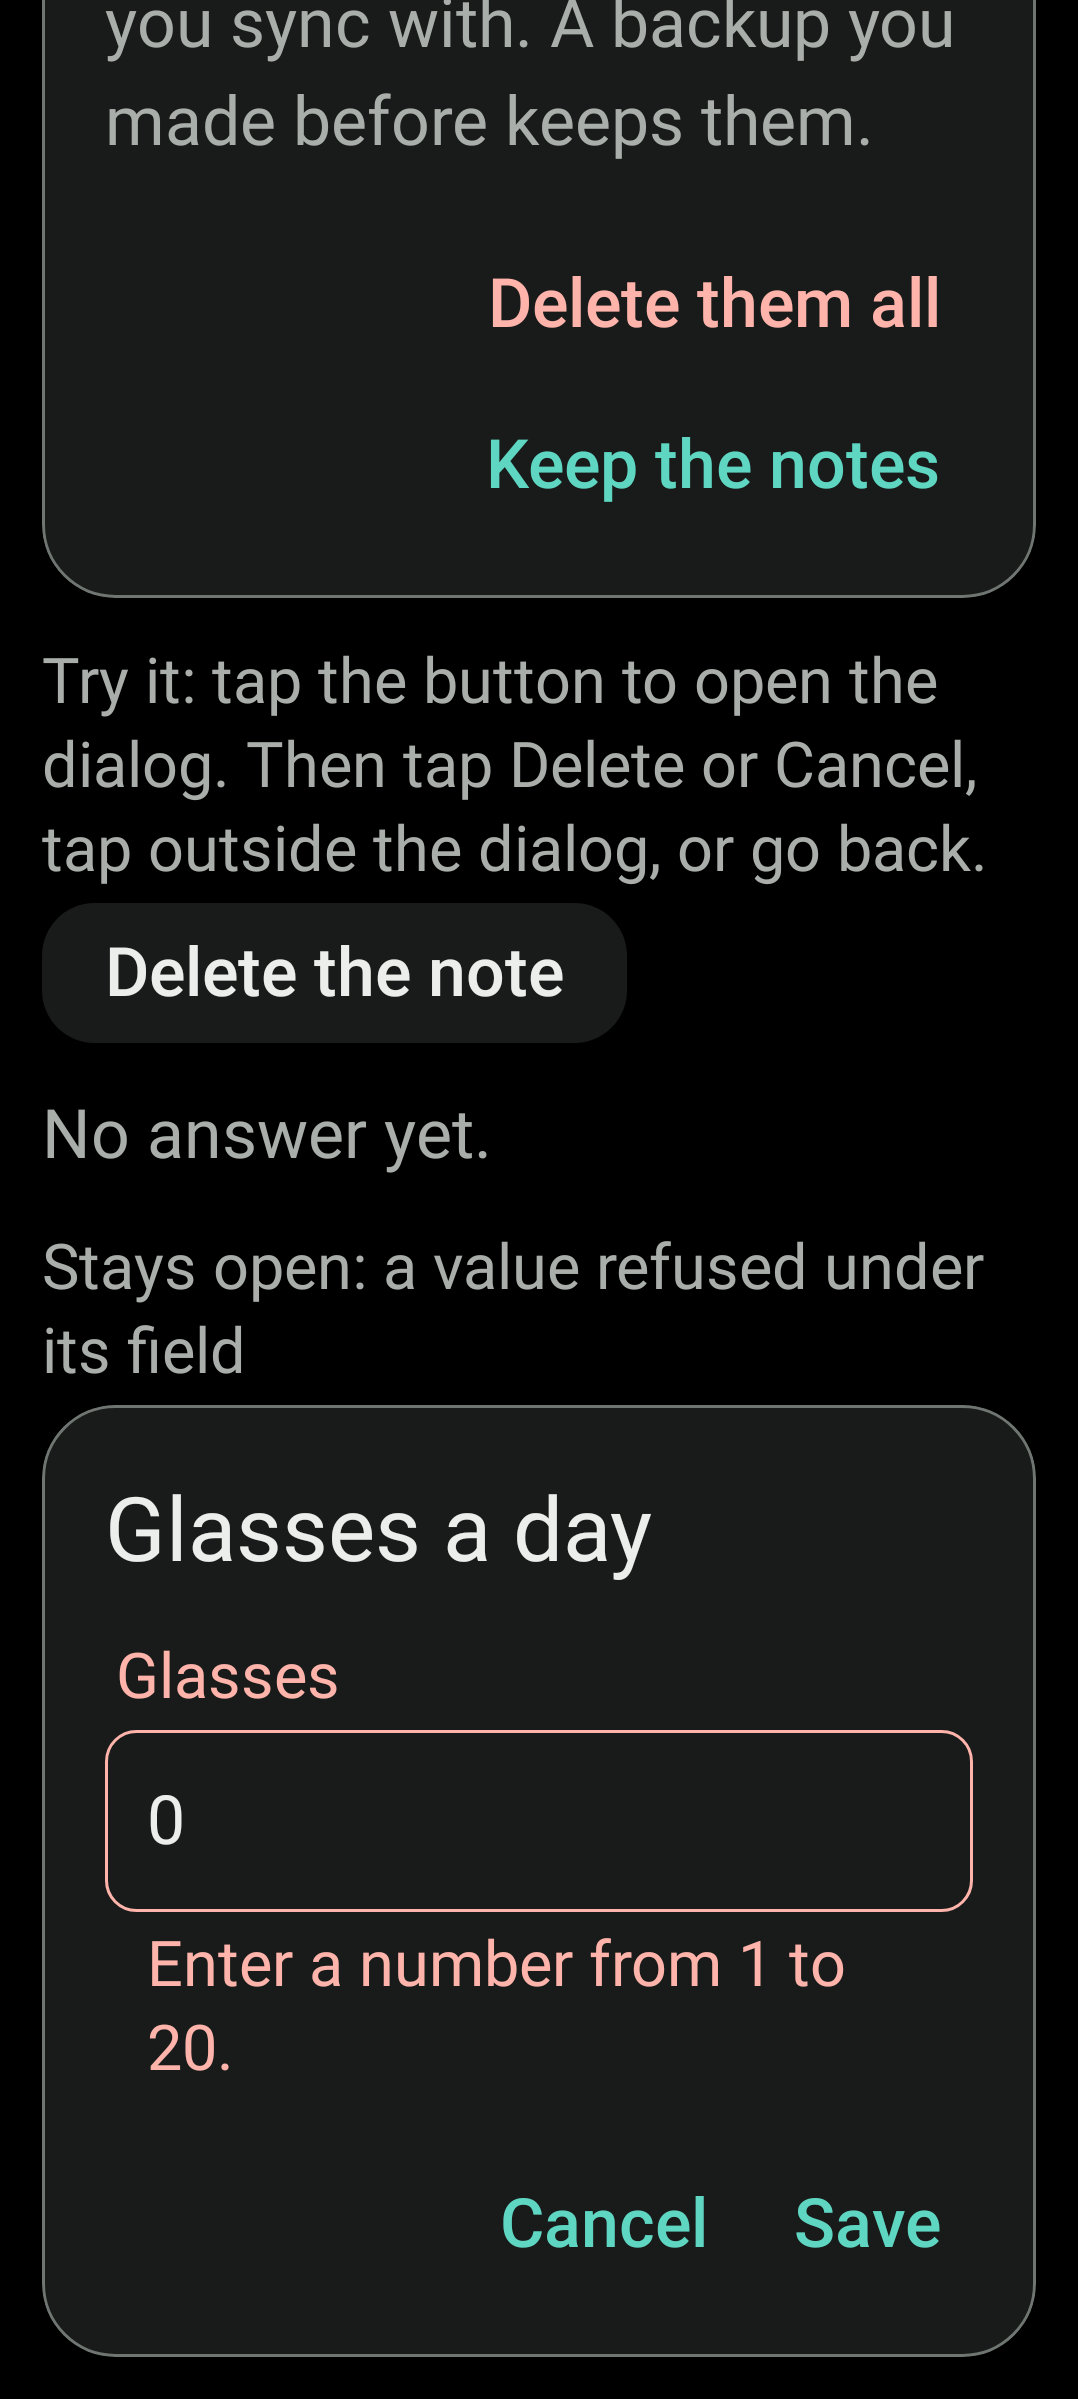 you sync with. A backup you
made before keeps them.
Delete them all
Keep the notes
Try it: tap the button to open the
dialog. Then tap Delete or Cancel,
tap outside the dialog, or go back.
Delete the note
No answer yet.
Stays open: a value refused under
its field
Glasses a day
Glasses
0
Enter a number from 1 to
20.
Cancel Save